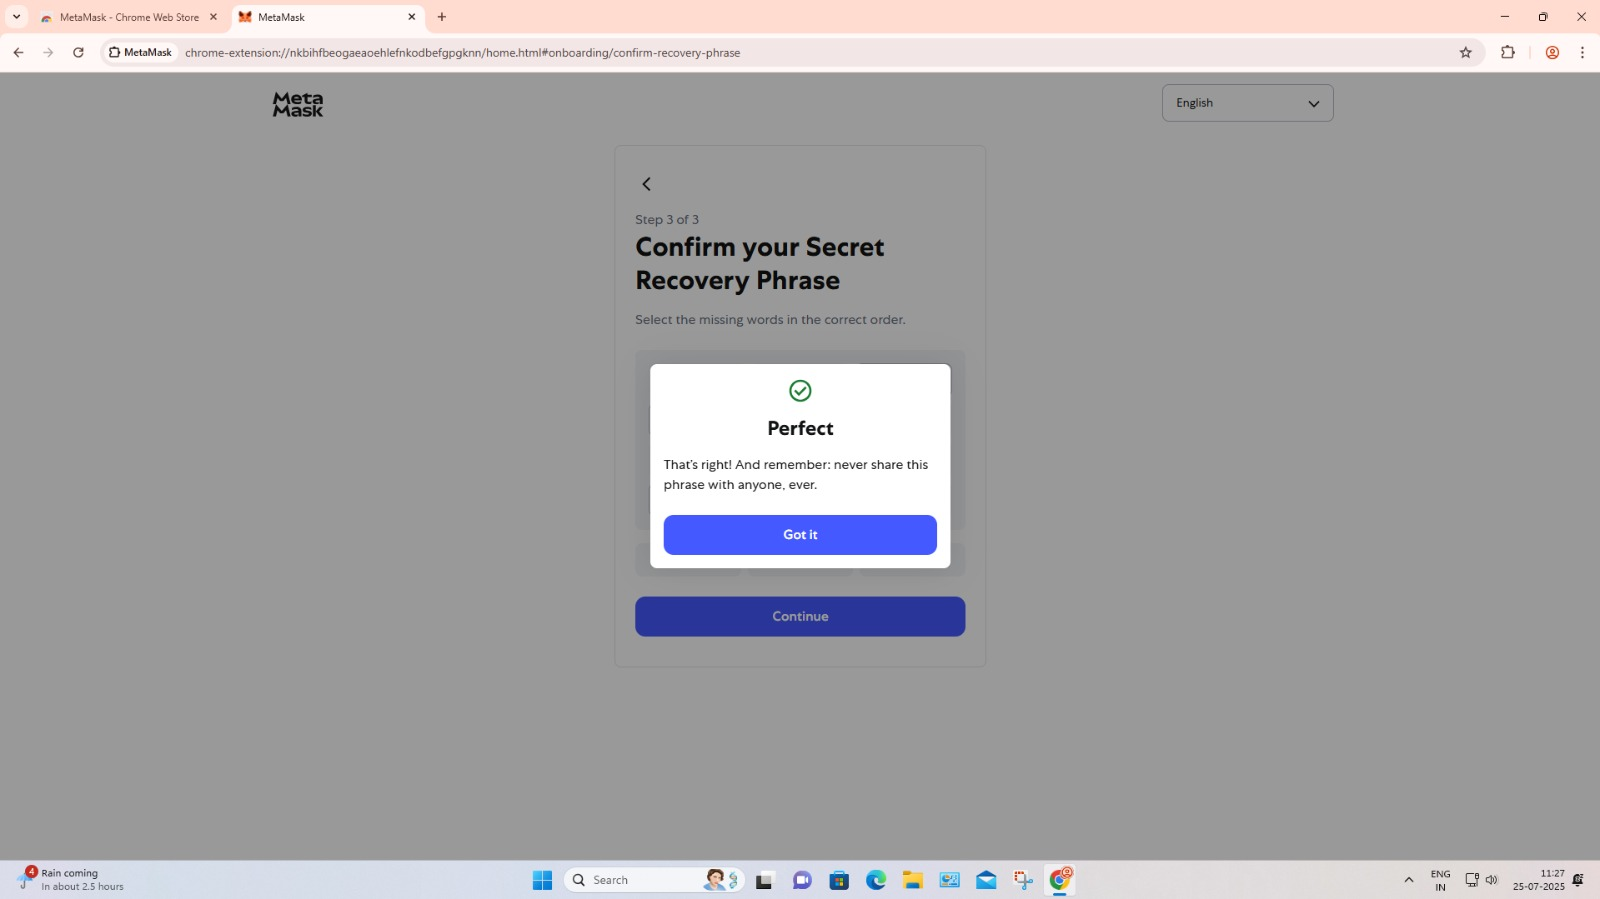 MetaMask - Chrome Web Store
MetaMask
MetaMask
chrome-extension://nkbihfbeogaeaoehlefnkodbefgpgknn/home.html#onboarding/confirm-recovery-phrase
Meta
Mask
English
Step 3 of 3
Confirm your Secret
Recovery Phrase
Select the missing words in the correct order.
Perfect
That's right! And remember: never share this
phrase with anyone, ever.
Got it
Continue
4
Rain coming
In about 2.5 hours
Search
ENG
IN
11:27
25-07-2025